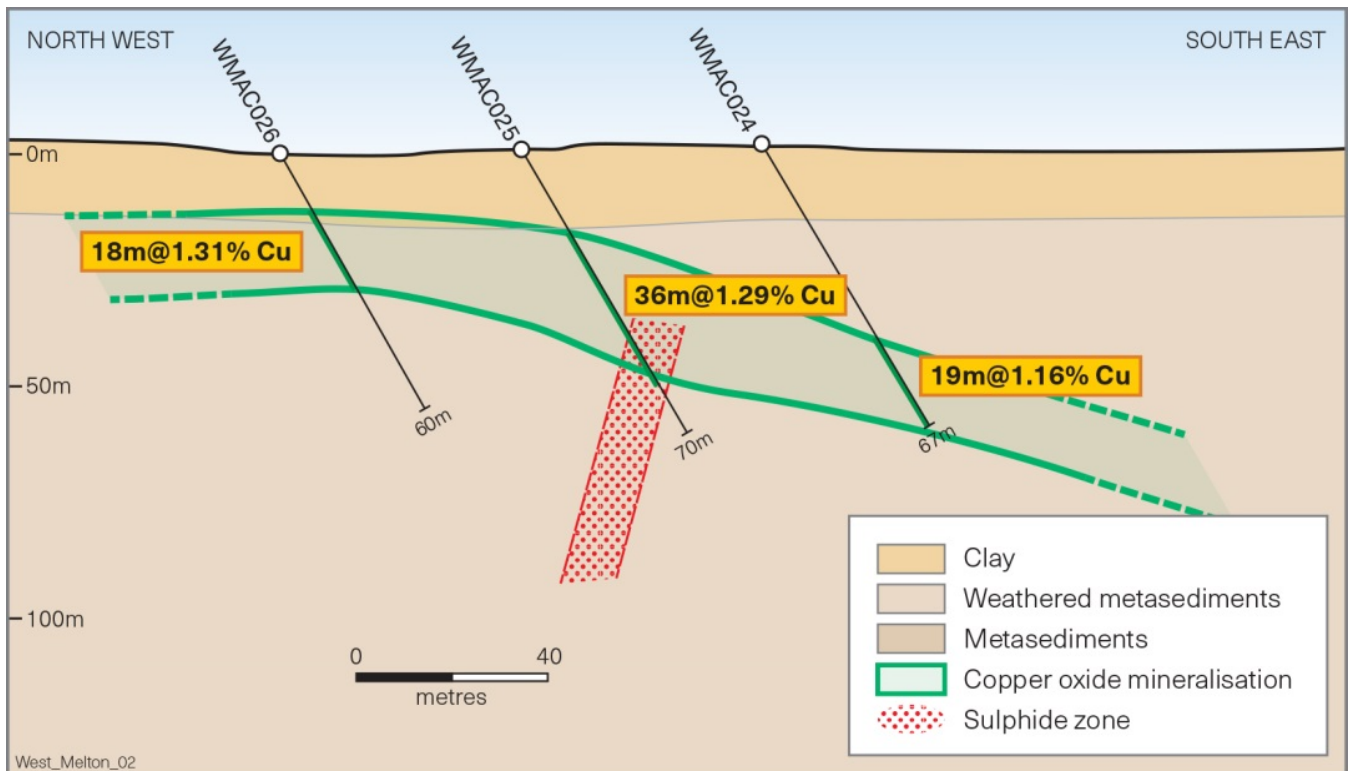 NORTH WEST
SOUTH EAST
WMAC026
WMAC025
WMAC024
0m
18m@1.31% Cu
36m@1.29% Cu
19m@1.16% Cu
50m
60m
70m
67m
100m
0 40
metres
Clay
Weathered metasediments
Metasediments
Copper oxide mineralisation
Sulphide zone
West_Melton_02